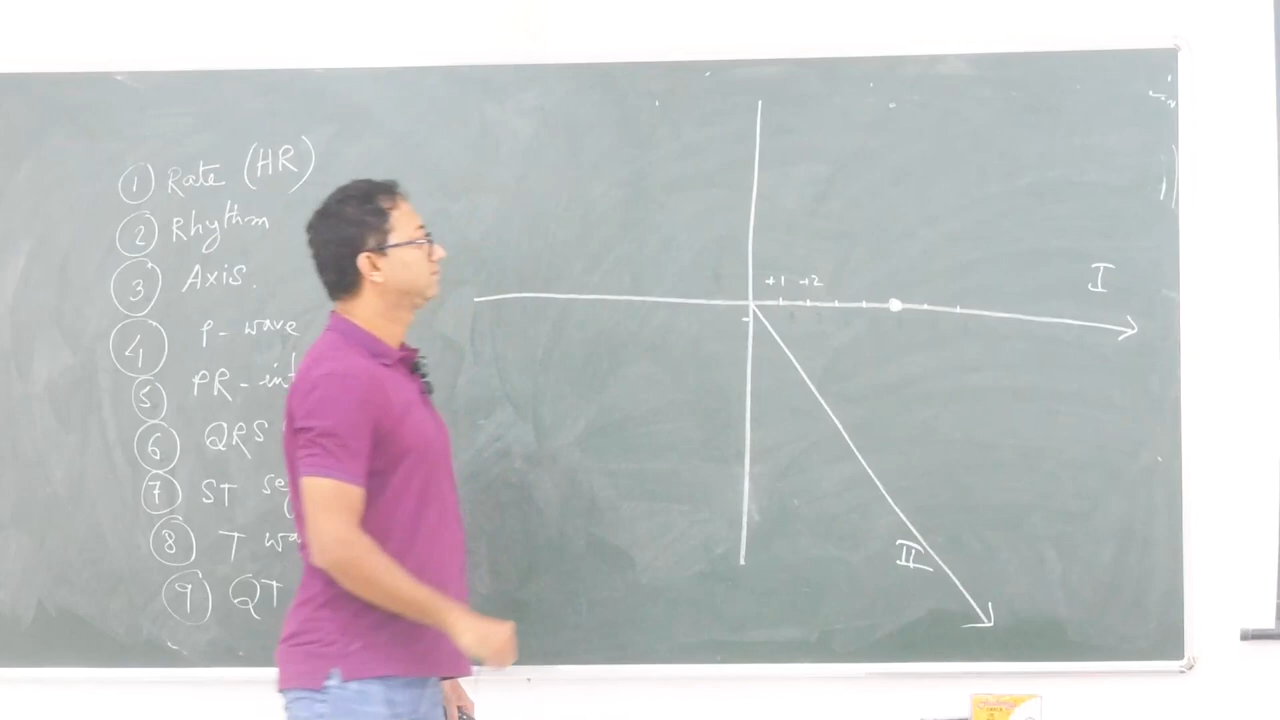 ① Rate (HR)
② Rhythm
③ Axis.
④ P-wave
⑤ PR-int
⑥ QRS
⑦ ST se
⑧ T wa
⑨ QT
+1 +2
I
II